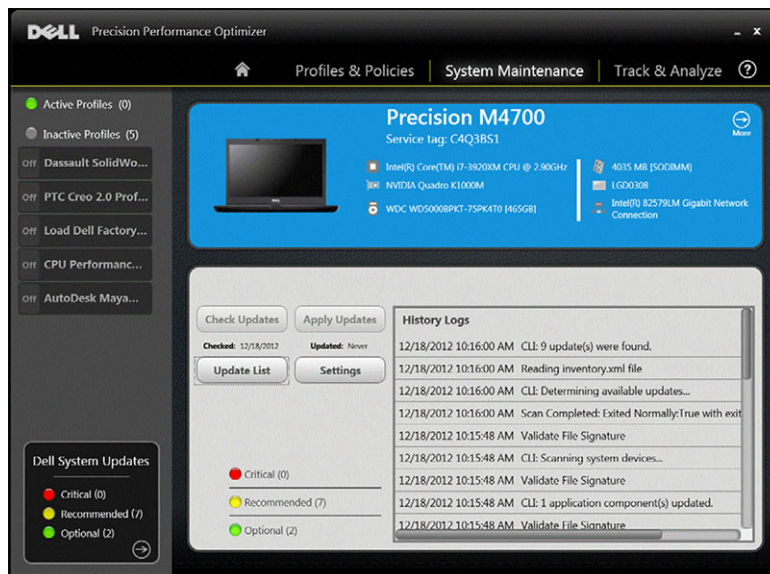 DELL Precision Performance Optimizer
Profiles & Policies System Maintenance Track & Analyze ?
Active Profiles (0)
Inactive Profiles (5)
Off Dassault SolidWo...
Off PTC Creo 2.0 Prof...
Off Load Dell Factory...
Off CPU Performanc...
Off AutoDesk Maya...
Dell System Updates
Critical (0)
Recommended (7)
Optional (2)
Precision M4700
Service tag: C4Q3BS1
More
Intel(R) Core(TM) i7-3920XM CPU @ 2.90GHz
NVIDIA Quadro K1000M
WDC WD5000BPKT-75PK4T0 [465GB]
4035 MB [SODIMM]
LGD0308
Intel(R) 82579LM Gigabit Network
Connection
Check Updates Apply Updates
Checked: 12/18/2012 Updated: Never
Update List Settings
Critical (0)
Recommended (7)
Optional (2)
History Logs
12/18/2012 10:16:00 AM CLI: 9 update(s) were found.
12/18/2012 10:16:00 AM Reading inventory.xml file
12/18/2012 10:16:00 AM CLI: Determining available updates...
12/18/2012 10:16:00 AM Scan Completed: Exited Normally:True with exit
12/18/2012 10:15:48 AM Validate File Signature
12/18/2012 10:15:48 AM CLI: Scanning system devices...
12/18/2012 10:15:48 AM Validate File Signature
12/18/2012 10:15:48 AM CLI: 1 application component(s) updated.
12/18/2012 10:15:48 AM Validate File Signature